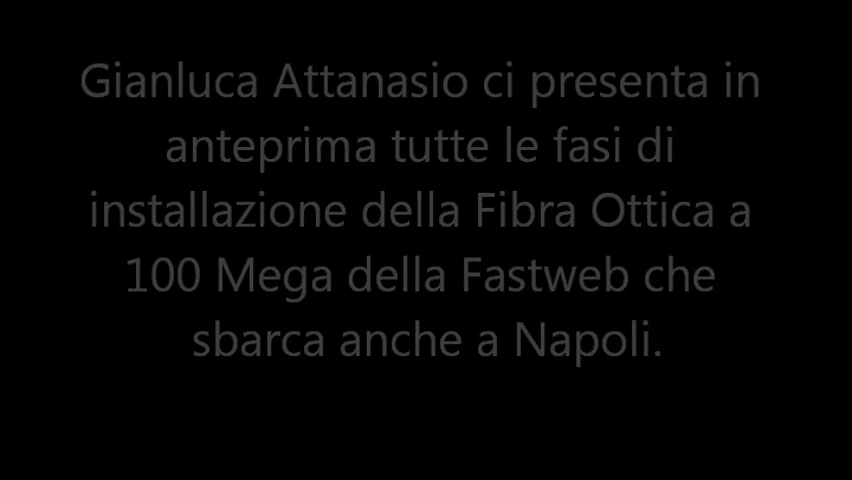 Gianluca Attanasio ci presenta in
anteprima tutte le fasi di
installazione della Fibra Ottica a
100 Mega della Fastweb che
sbarca anche a Napoli.